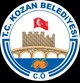 T.C. KOZAN BELEDİYESİ
C.Ö